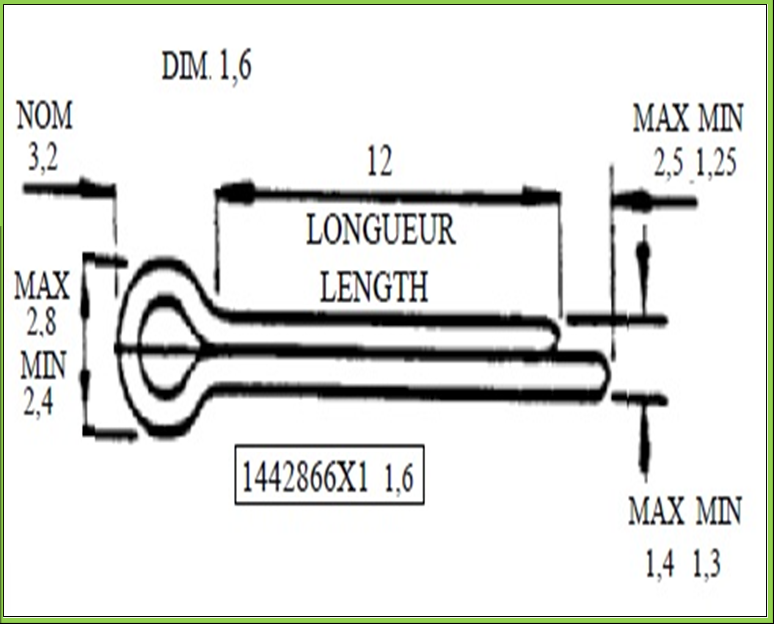 DIM. 1,6
NOM
3,2
12
MAX MIN
2,5 1,25
LONGUEUR
LENGTH
MAX
2,8
MIN
2,4
1442866X1 1,6
MAX MIN
1,4 1,3